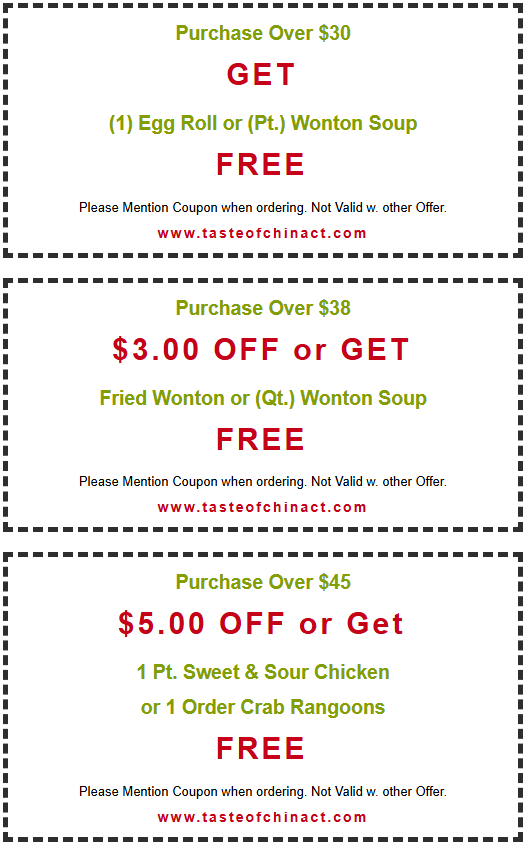 Purchase Over $30
GET
(1) Egg Roll or (Pt.) Wonton Soup
FREE
Please Mention Coupon when ordering. Not Valid w. other Offer.
www.tasteofchinact.com
Purchase Over $38
$3.00 OFF or GET
Fried Wonton or (Qt.) Wonton Soup
FREE
Please Mention Coupon when ordering. Not Valid w. other Offer.
www.tasteofchinact.com
Purchase Over $45
$5.00 OFF or Get
1 Pt. Sweet & Sour Chicken
or 1 Order Crab Rangoons
FREE
Please Mention Coupon when ordering. Not Valid w. other Offer.
www.tasteofchinact.com